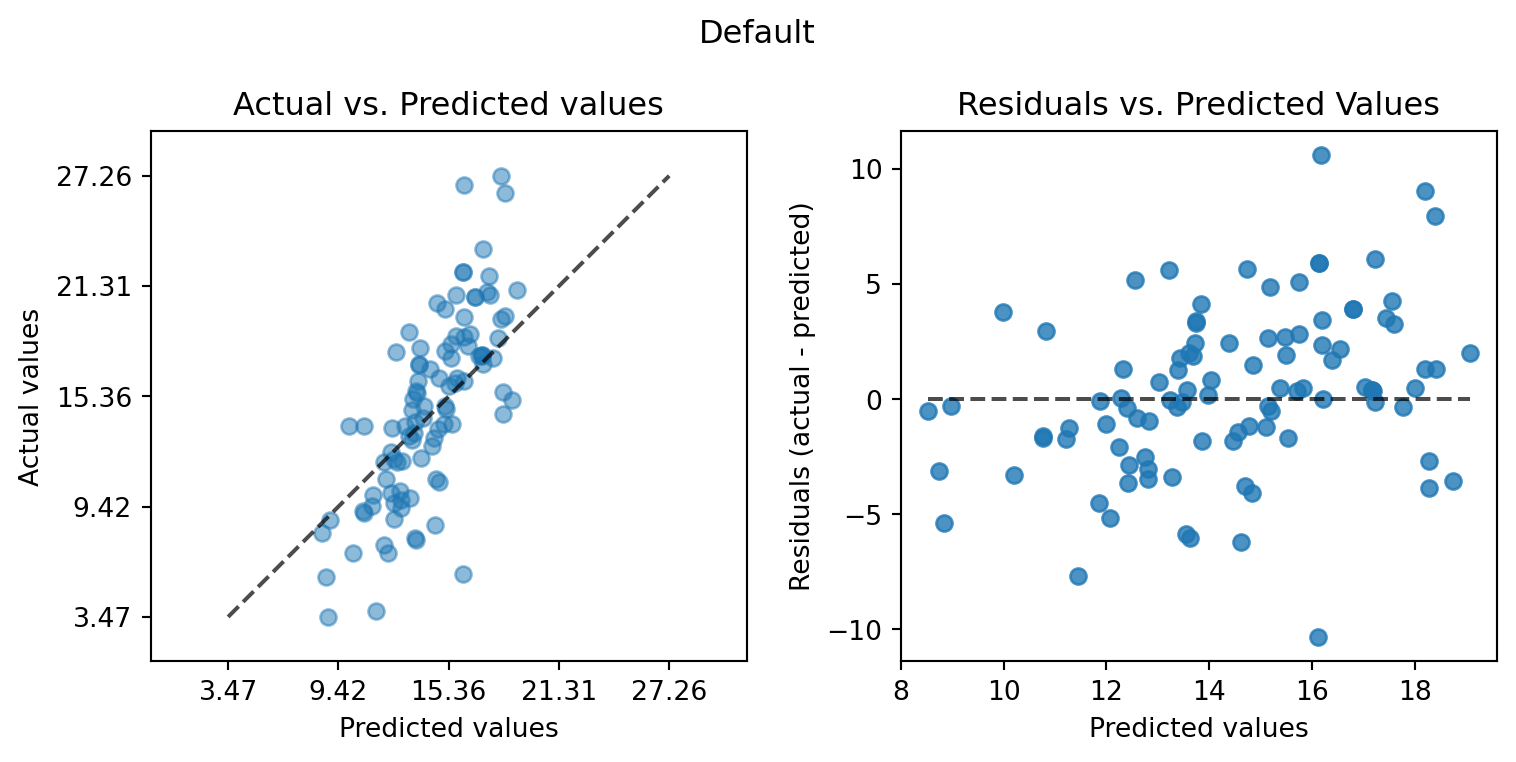 Default
Actual vs. Predicted values
Actual values
27.26
21.31
15.36
9.42
3.47
3.47 9.42 15.36 21.31 27.26
Predicted values
Residuals vs. Predicted Values
Residuals (actual - predicted)
10
5
0
−5
−10
8 10 12 14 16 18
Predicted values